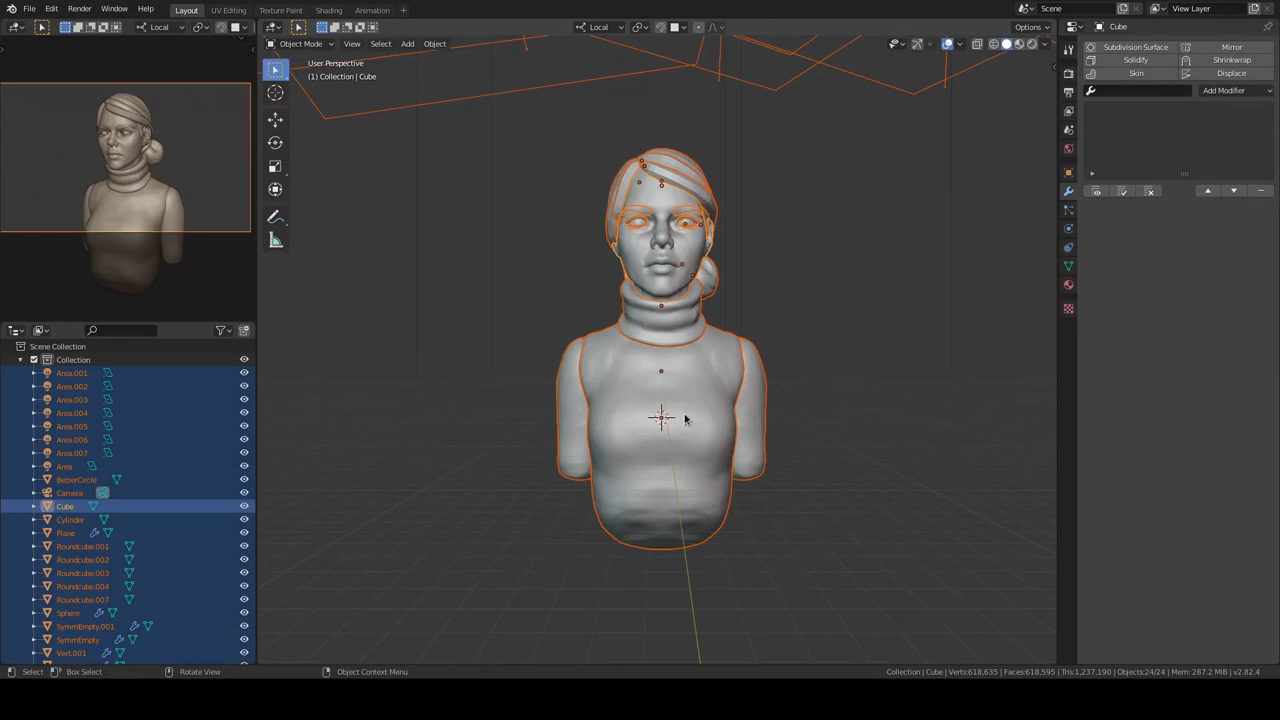 File Edit Render Window Help Layout UV Editing Texture Paint Shading Animation + Scene View Layer
Local Local Options Cube
Object Mode View Select Add Object
User Perspective
(1) Collection | Cube
Subdivision Surface Mirror
Solidify Shrinkwrap
Skin Displace
Add Modifier
Scene Collection
Collection
Area.001
Area.002
Area.003
Area.004
Area.005
Area.006
Area.007
Area
BezierCircle
Camera
Cube
Cylinder
Plane
Roundcube.001
Roundcube.002
Roundcube.003
Roundcube.004
Roundcube.007
Sphere
SymmEmpty.001
SymmEmpty
Vert.001
Select Box Select Rotate View Object Context Menu Collection | Cube | Verts:618,635 | Faces:618,595 | Tris:1,237,190 | Objects:24/24 | Mem: 287.2 MiB | v2.82.4